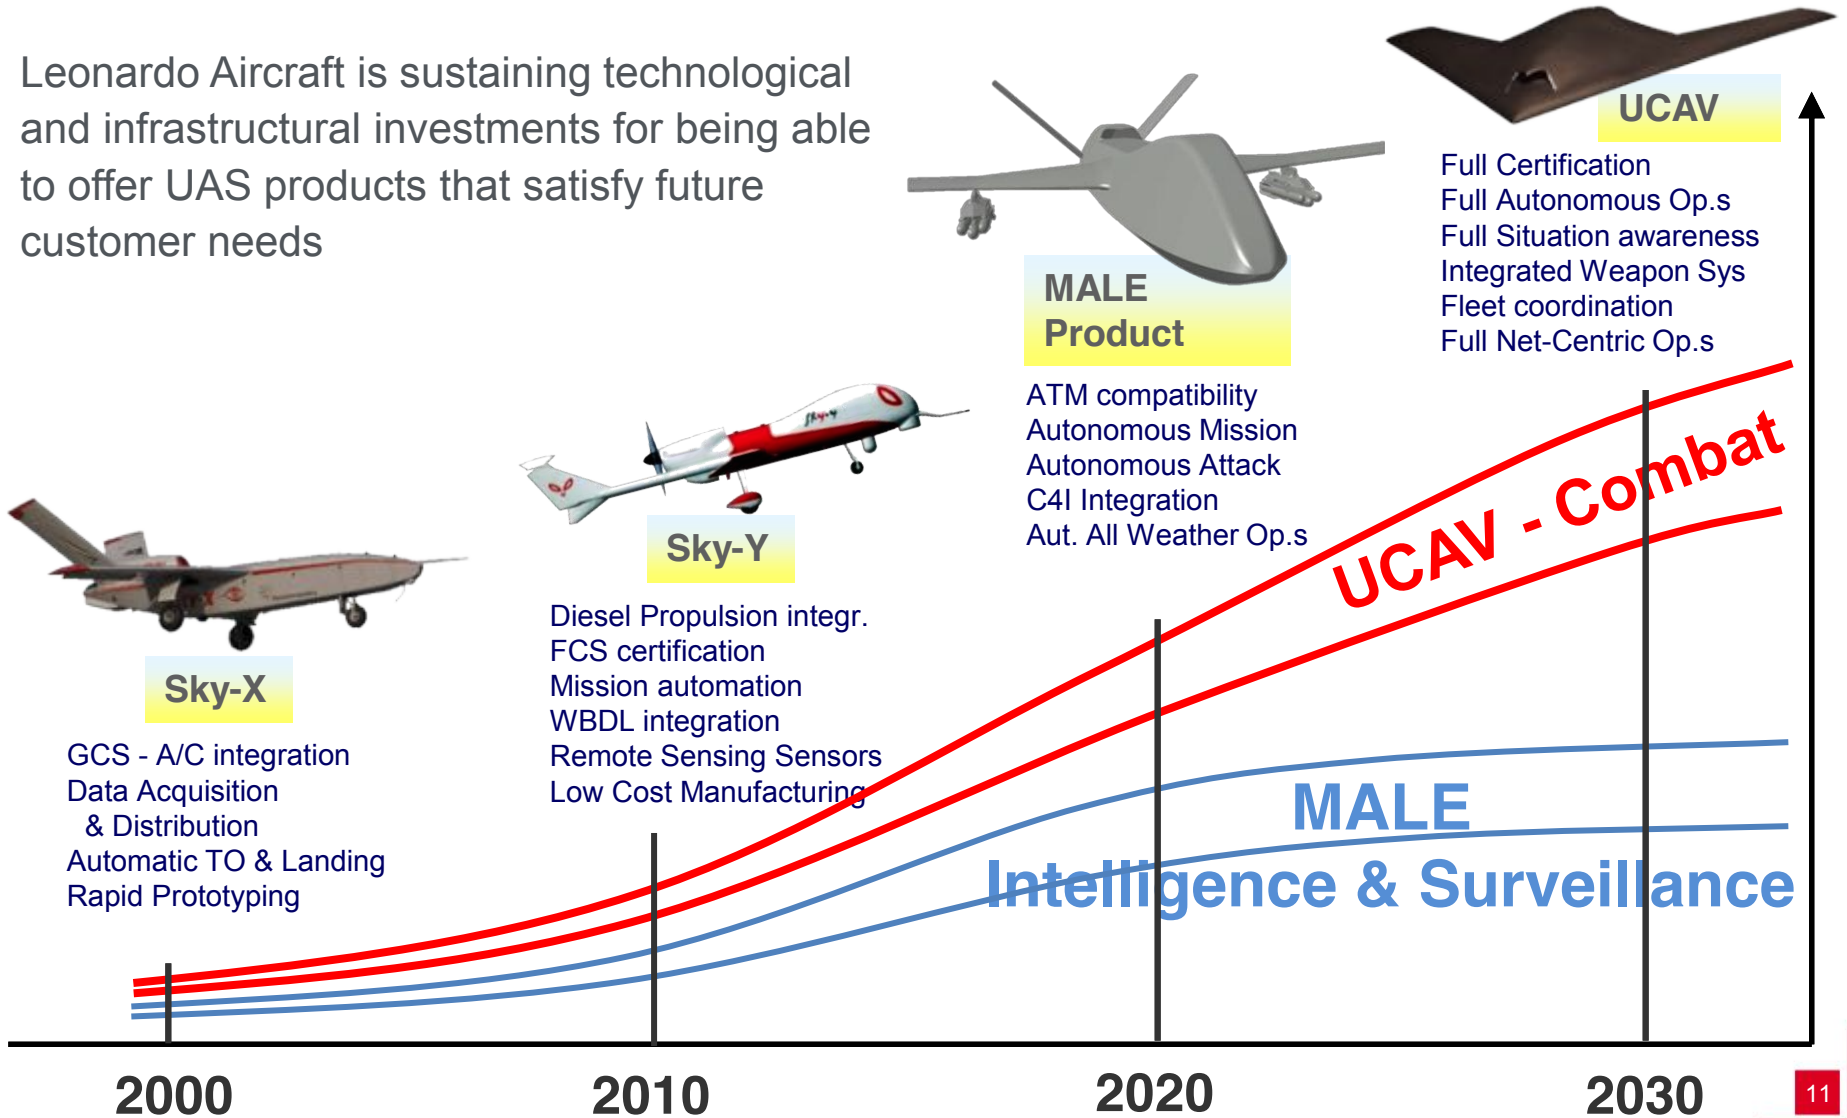 Leonardo Aircraft is sustaining technological
and infrastructural investments for being able
to offer UAS products that satisfy future
customer needs
UCAV
Full Certification
Full Autonomous Op.s
Full Situation awareness
Integrated Weapon Sys
Fleet coordination
Full Net-Centric Op.s
MALE
Product
ATM compatibility
Autonomous Mission
Autonomous Attack
C4I Integration
Aut. All Weather Op.s
Sky-Y
Sky-Y
Diesel Propulsion integr.
FCS certification
Mission automation
WBDL integration
Remote Sensing Sensors
Low Cost Manufacturing
Sky-X
GCS - A/C integration
Data Acquisition
& Distribution
Automatic TO & Landing
Rapid Prototyping
UCAV - Combat
MALE
Intelligence & Surveillance
2000
2010
2020
2030
11